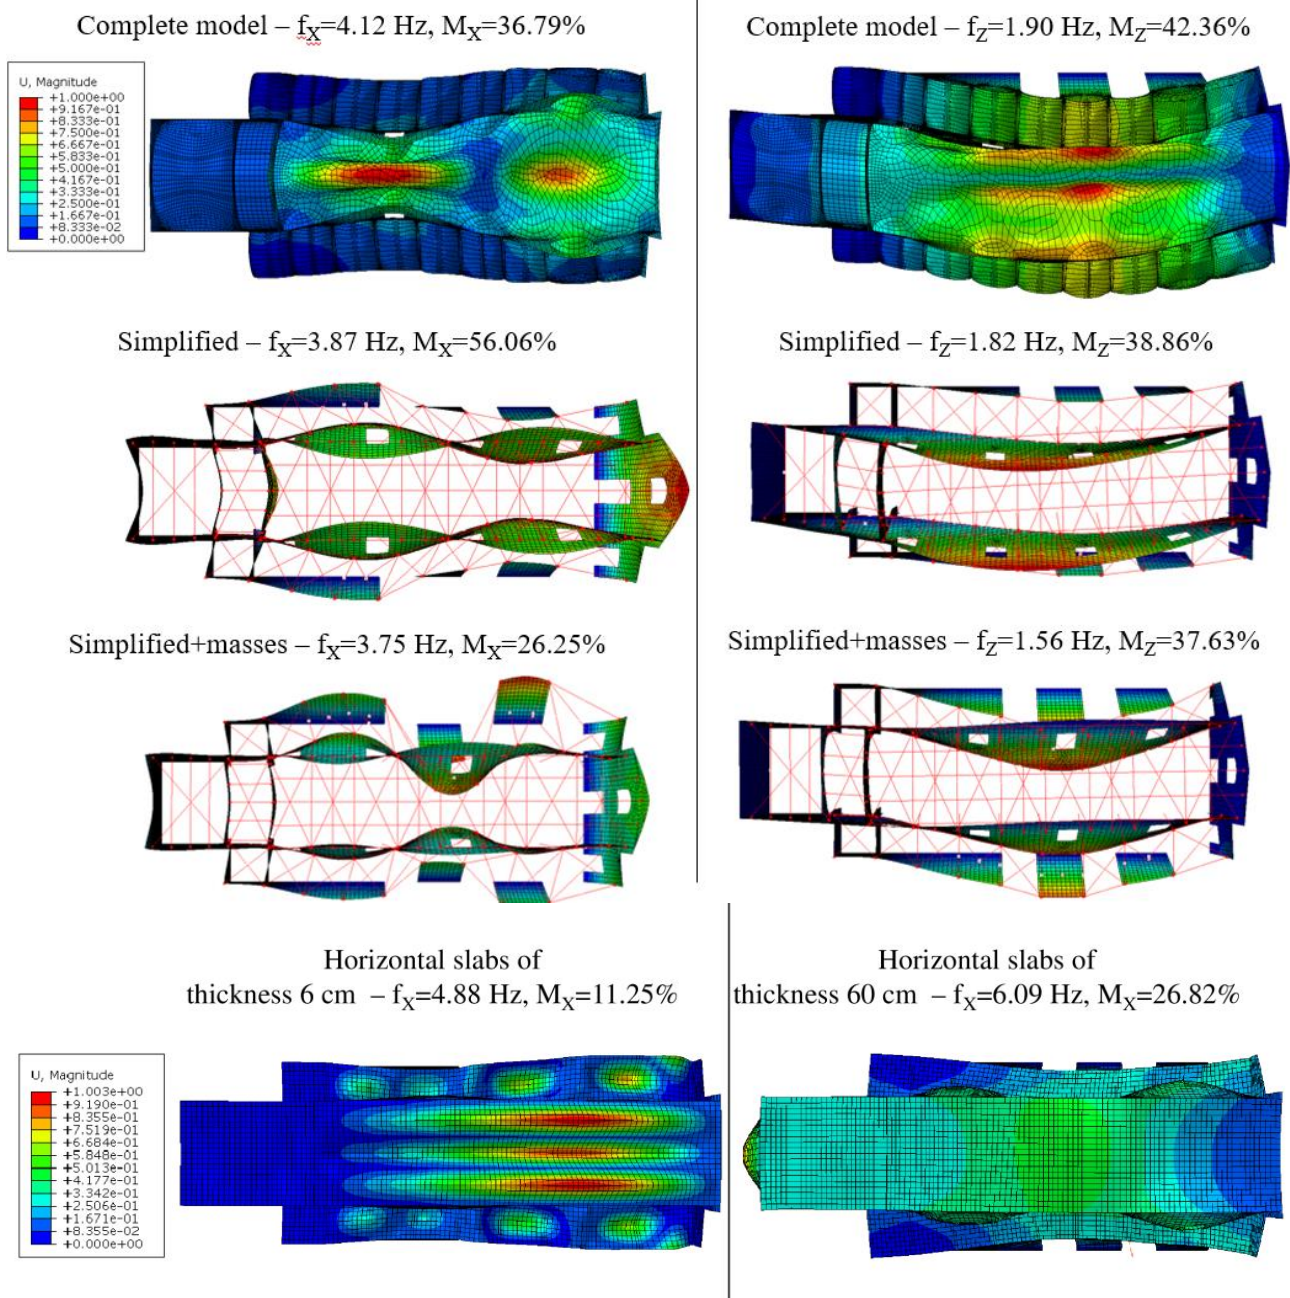 Complete model – fX=4.12 Hz, MX=36.79%
U, Magnitude
+1.000e+00
+9.167e-01
+8.333e-01
+7.500e-01
+6.667e-01
+5.833e-01
+5.000e-01
+4.167e-01
+3.333e-01
+2.500e-01
+1.667e-01
+8.333e-02
+0.000e+00
Complete model – fZ=1.90 Hz, MZ=42.36%
Simplified – fX=3.87 Hz, MX=56.06%
Simplified – fZ=1.82 Hz, MZ=38.86%
Simplified+masses – fX=3.75 Hz, MX=26.25%
Simplified+masses – fZ=1.56 Hz, MZ=37.63%
Horizontal slabs of
thickness 6 cm – fX=4.88 Hz, MX=11.25%
U, Magnitude
+1.003e+00
+9.190e-01
+8.355e-01
+7.519e-01
+6.684e-01
+5.848e-01
+5.013e-01
+4.177e-01
+3.342e-01
+2.506e-01
+1.671e-01
+8.355e-02
+0.000e+00
Horizontal slabs of
thickness 60 cm – fX=6.09 Hz, MX=26.82%